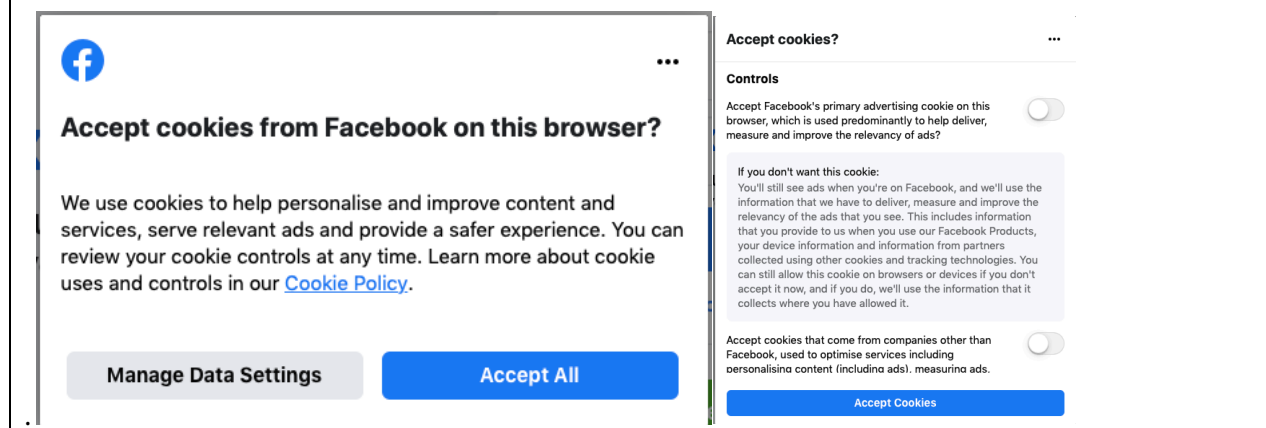 Accept cookies from Facebook on this browser?
We use cookies to help personalise and improve content and
services, serve relevant ads and provide a safer experience. You can
review your cookie controls at any time. Learn more about cookie
uses and controls in our Cookie Policy.
Manage Data Settings
Accept All
Accept cookies?
Controls
Accept Facebook's primary advertising cookie on this
browser, which is used predominantly to help deliver,
measure and improve the relevancy of ads?
If you don't want this cookie:
You'll still see ads when you're on Facebook, and we'll use the
information that we have to deliver, measure and improve the
relevancy of the ads that you see. This includes information
that you provide to us when you use our Facebook Products,
your device information and information from partners
collected using other cookies and tracking technologies. You
can still allow this cookie on browsers or devices if you don't
accept it now, and if you do, we'll use the information that it
collects where you have allowed it.
Accept cookies that come from companies other than
Facebook, used to optimise services including
personalising content (including ads), measuring ads,
Accept Cookies